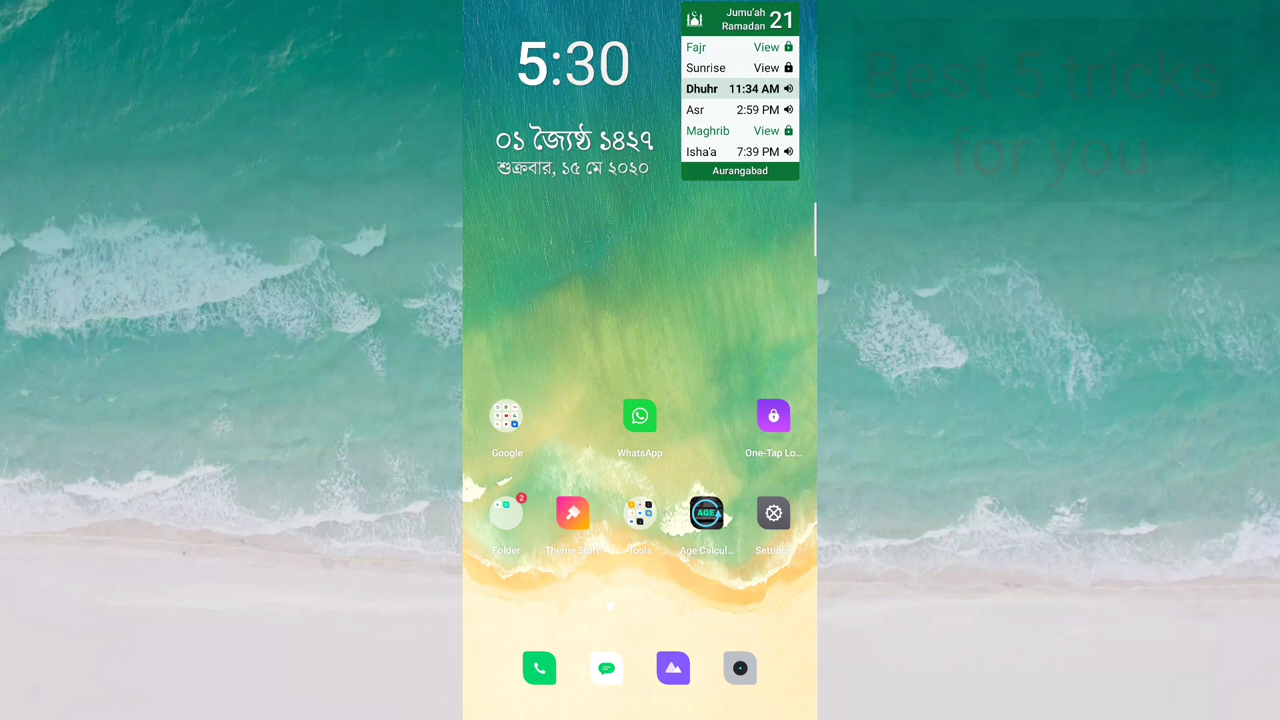 Jumu'ah
Ramadan 21
Fajr View
Sunrise View
Dhuhr 11:34 AM
Asr 2:59 PM
Maghrib View
Isha'a 7:39 PM
Aurangabad
5:30
০১ জ্যৈষ্ঠ ১৪২৭
শুক্রবার, ১৫ মে ২০২০
Best 5 tricks
for you
Google
WhatsApp
One-Tap Lo...
2
AGE
Folder
Theme Stor...
Tools
Age Calcul...
Settings